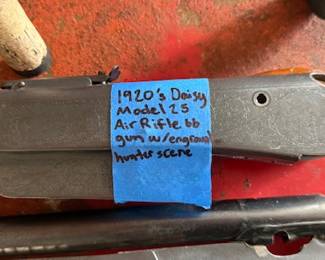 1920's Daisy
Model 25
Air Rifle bb
gun w/engraved
hunter scene